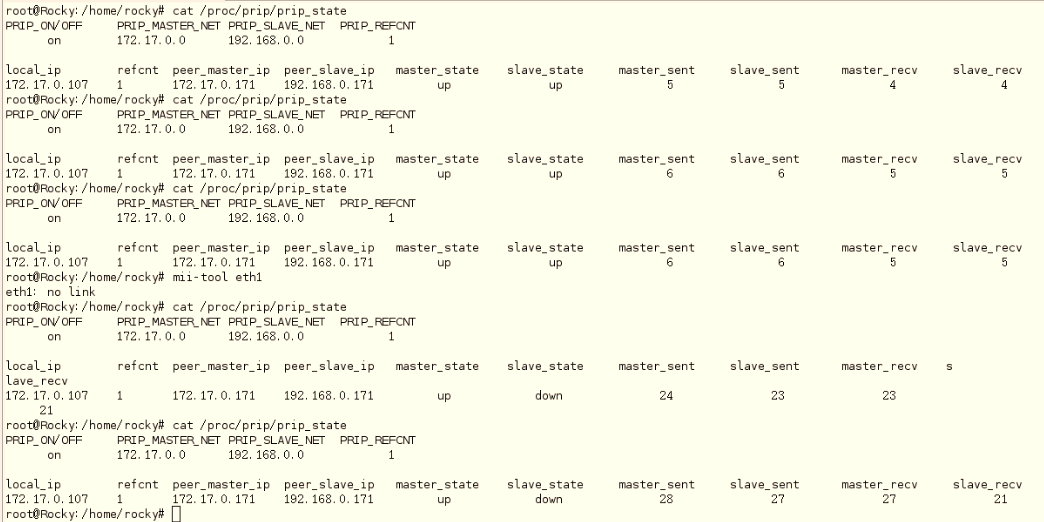 root@Rocky:/home/rocky# cat /proc/prip/prip_state
PRIP_ON/OFF PRIP_MASTER_NET PRIP_SLAVE_NET PRIP_REFCNT
on 172.17.0.0 192.168.0.0 1
local_ip refcnt peer_master_ip peer_slave_ip master_state slave_state master_sent slave_sent master_recv slave_recv
172.17.0.107 1 172.17.0.171 192.168.0.171 up up 5 5 4 4
root@Rocky:/home/rocky# cat /proc/prip/prip_state
PRIP_ON/OFF PRIP_MASTER_NET PRIP_SLAVE_NET PRIP_REFCNT
on 172.17.0.0 192.168.0.0 1
local_ip refcnt peer_master_ip peer_slave_ip master_state slave_state master_sent slave_sent master_recv slave_recv
172.17.0.107 1 172.17.0.171 192.168.0.171 up up 6 6 5 5
root@Rocky:/home/rocky# cat /proc/prip/prip_state
PRIP_ON/OFF PRIP_MASTER_NET PRIP_SLAVE_NET PRIP_REFCNT
on 172.17.0.0 192.168.0.0 1
local_ip refcnt peer_master_ip peer_slave_ip master_state slave_state master_sent slave_sent master_recv slave_recv
172.17.0.107 1 172.17.0.171 192.168.0.171 up up 6 6 5 5
root@Rocky:/home/rocky# mii-tool eth1
eth1: no link
root@Rocky:/home/rocky# cat /proc/prip/prip_state
PRIP_ON/OFF PRIP_MASTER_NET PRIP_SLAVE_NET PRIP_REFCNT
on 172.17.0.0 192.168.0.0 1
local_ip refcnt peer_master_ip peer_slave_ip master_state slave_state master_sent slave_sent master_recv s
lave_recv
172.17.0.107 1 172.17.0.171 192.168.0.171 up down 24 23 23
21
root@Rocky:/home/rocky# cat /proc/prip/prip_state
PRIP_ON/OFF PRIP_MASTER_NET PRIP_SLAVE_NET PRIP_REFCNT
on 172.17.0.0 192.168.0.0 1
local_ip refcnt peer_master_ip peer_slave_ip master_state slave_state master_sent slave_sent master_recv slave_recv
172.17.0.107 1 172.17.0.171 192.168.0.171 up down 28 27 27 21
root@Rocky:/home/rocky#